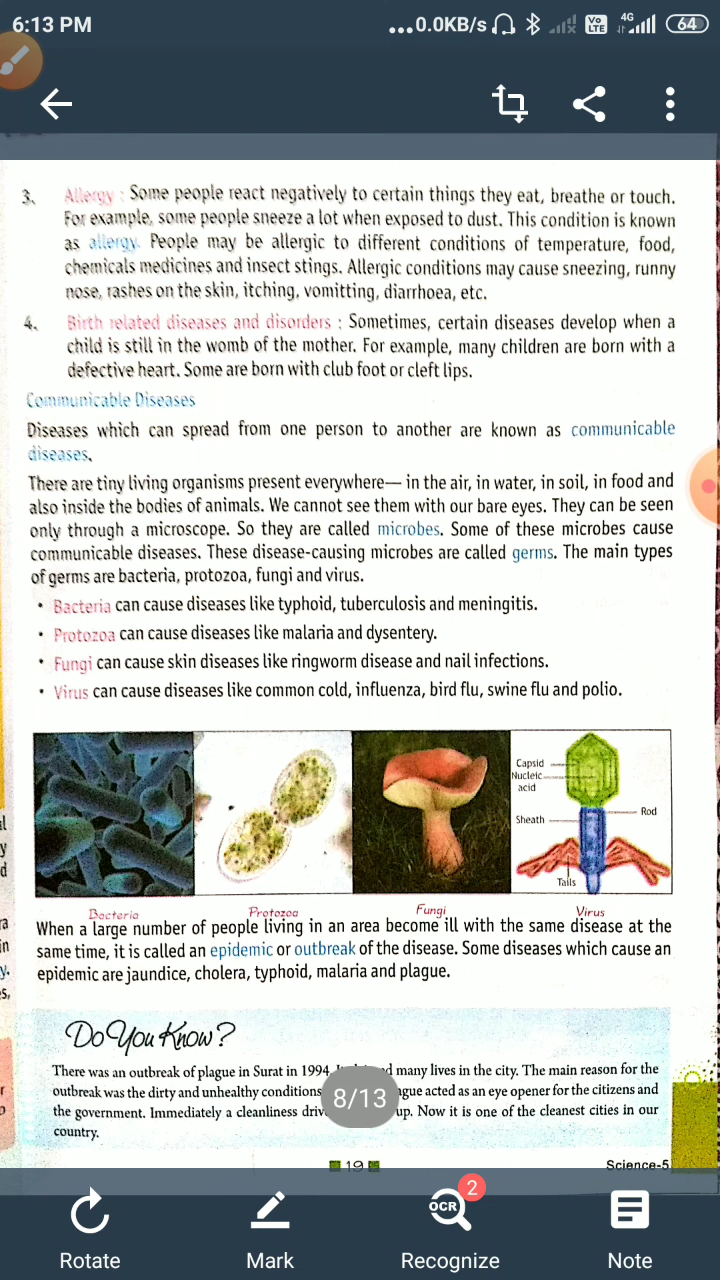 6:13 PM
...0.0KB/s
Vo LTE
4G
64
3. Allergy : Some people react negatively to certain things they eat, breathe or touch.
For example, some people sneeze a lot when exposed to dust. This condition is known
as allergy. People may be allergic to different conditions of temperature, food,
chemicals medicines and insect stings. Allergic conditions may cause sneezing, runny
nose, rashes on the skin, itching, vomitting, diarrhoea, etc.
4. Birth related diseases and disorders : Sometimes, certain diseases develop when a
child is still in the womb of the mother. For example, many children are born with a
defective heart. Some are born with club foot or cleft lips.
Communicable Diseases
Diseases which can spread from one person to another are known as communicable
diseases.
There are tiny living organisms present everywhere— in the air, in water, in soil, in food and
also inside the bodies of animals. We cannot see them with our bare eyes. They can be seen
only through a microscope. So they are called microbes. Some of these microbes cause
communicable diseases. These disease-causing microbes are called germs. The main types
of germs are bacteria, protozoa, fungi and virus.
• Bacteria can cause diseases like typhoid, tuberculosis and meningitis.
• Protozoa can cause diseases like malaria and dysentery.
• Fungi can cause skin diseases like ringworm disease and nail infections.
• Virus can cause diseases like common cold, influenza, bird flu, swine flu and polio.
Capsid
Nucleic
acid
Rod
Sheath
Tails
Bacteria Protozoa Fungi Virus
When a large number of people living in an area become ill with the same disease at the
same time, it is called an epidemic or outbreak of the disease. Some diseases which cause an
epidemic are jaundice, cholera, typhoid, malaria and plague.
Do You Know?
There was an outbreak of plague in Surat in 1994. many lives in the city. The main reason for the
outbreak was the dirty and unhealthy conditions acted as an eye opener for the citizens and
the government. Immediately a cleanliness up. Now it is one of the cleanest cities in our
country.
8/13
19
Science-5
2
OCR
Rotate Mark Recognize Note